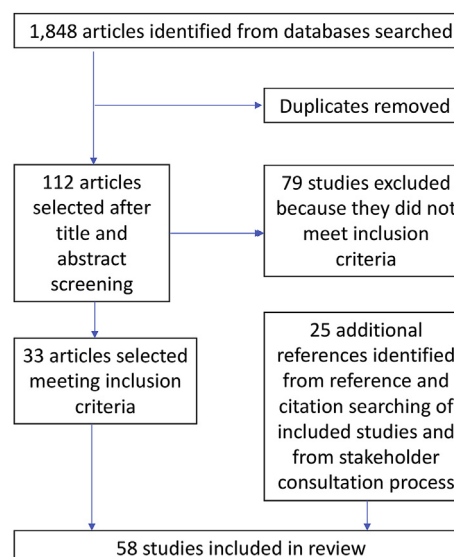 1,848 articles identified from databases searched
Duplicates removed
112 articles
selected after
title and
abstract
screening
79 studies excluded
because they did not
meet inclusion
criteria
33 articles selected
meeting inclusion
criteria
25 additional
references identified
from reference and
citation searching of
included studies and
from stakeholder
consultation process
58 studies included in review